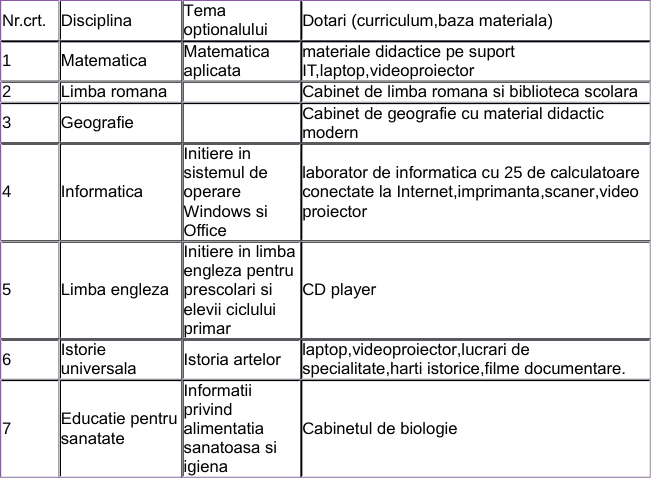 Nr.crt. Disciplina Tema optionalului Dotari (curriculum,baza materiala)
1 Matematica Matematica aplicata materiale didactice pe suport IT,laptop,videoproiector
2 Limba romana Cabinet de limba romana si biblioteca scolara
3 Geografie Cabinet de geografie cu material didactic modern
4 Informatica Initiere in sistemul de operare Windows si Office laborator de informatica cu 25 de calculatoare conectate la Internet,imprimanta,scaner,video proiector
5 Limba engleza Initiere in limba engleza pentru prescolari si elevii ciclului primar CD player
6 Istorie universala Istoria artelor laptop,videoproiector,lucrari de specialitate,harti istorice,filme documentare.
7 Educatie pentru sanatate Informatii privind alimentatia sanatoasa si igiena Cabinetul de biologie